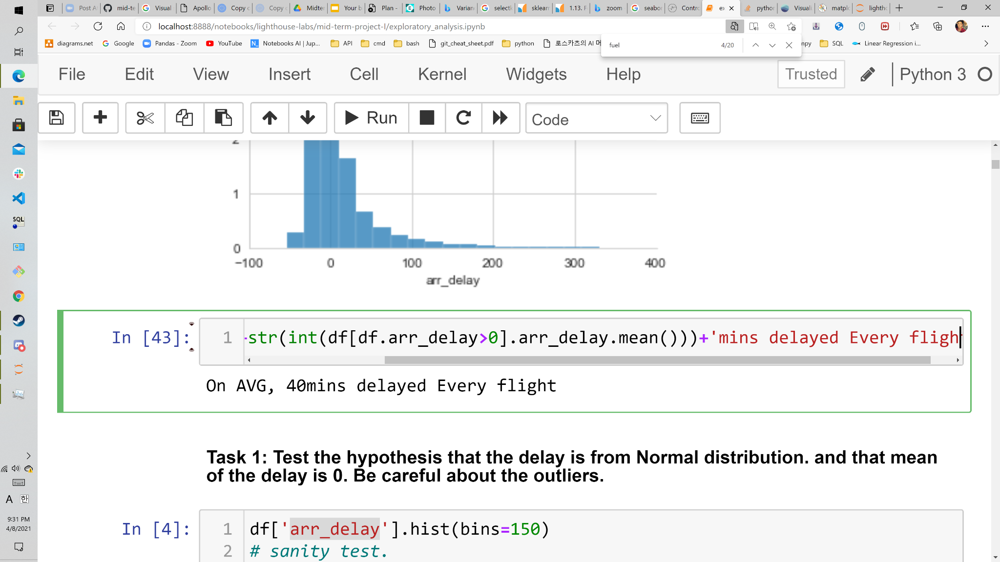 Post A
mid-te
Visual
Apollo
Copy o
Copy o
Midter
Your b
Plan -
Photo
Varian
selectk
sklearn
1.13. F
zoom
seabor
Contro
ex
python
Visuali
matplo
lightho
localhost:8888/notebooks/lighthouse-labs/mid-term-project-I/exploratory_analysis.ipynb
diagrams.net
Google
Pandas - Zoom
YouTube
Notebooks AI | Jup...
API
cmd
bash
git_cheat_sheet.pdf
python
로스카츠의 AI 머
mpy
SQL
Linear Regression i...
fuel
4/20
File
Edit
View
Insert
Cell
Kernel
Widgets
Help
Trusted
Python 3
Run
Code
2
1
0
−100 0 100 200 300 400
arr_delay
In [43]:
1 str(int(df[df.arr_delay>0].arr_delay.mean()))+'mins delayed Every fligh
On AVG, 40mins delayed Every flight
Task 1: Test the hypothesis that the delay is from Normal distribution. and that mean
of the delay is 0. Be careful about the outliers.
In [4]:
1 df['arr_delay'].hist(bins=150)
2 # sanity test.
SQL
A 한
9:31 PM
4/8/2021